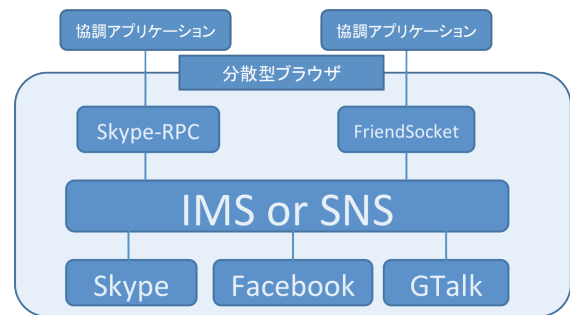 協調アプリケーション
協調アプリケーション
分散型ブラウザ
Skype-RPC
FriendSocket
IMS or SNS
Skype
Facebook
GTalk